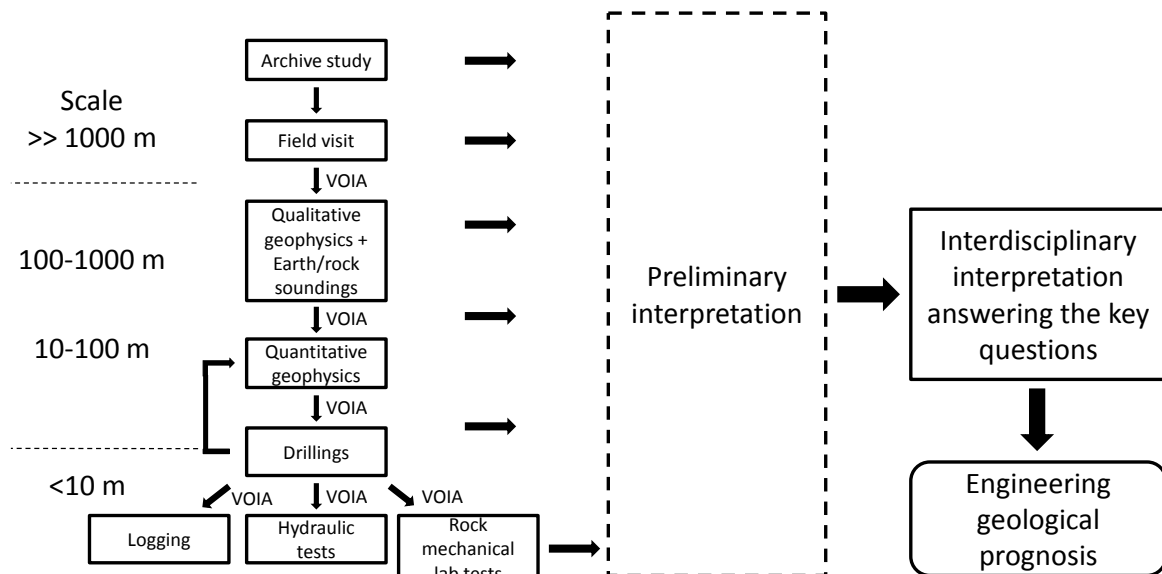 Archive study
Scale
>> 1000 m
Field visit
VOIA
Qualitative
geophysics +
Earth/rock
soundings
100-1000 m
VOIA
10-100 m
Quantitative
geophysics
VOIA
Drillings
<10 m
VOIA
VOIA
VOIA
Logging
Hydraulic
tests
Rock
mechanical
lab tests
Preliminary
interpretation
Interdisciplinary
interpretation
answering the key
questions
Engineering
geological
prognosis